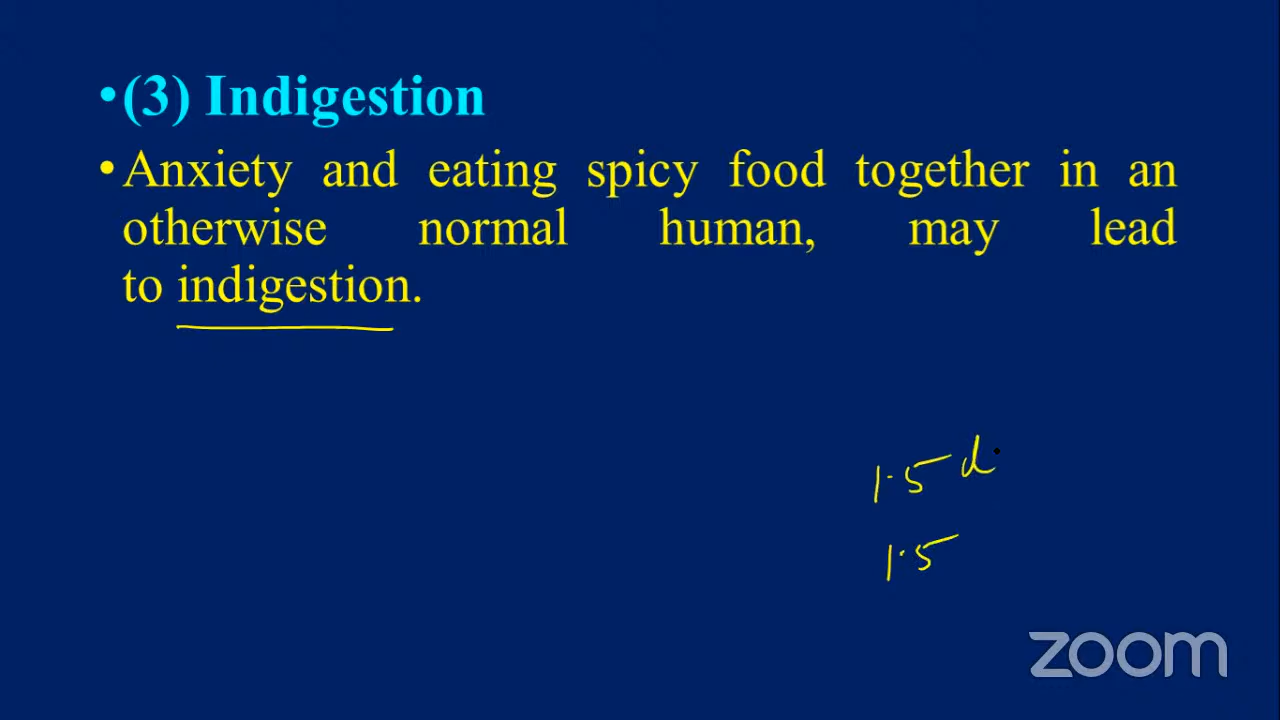 •(3) Indigestion
•Anxiety and eating spicy food together in an
otherwise normal human, may lead
to indigestion.
1.5 d
1.5
zoom